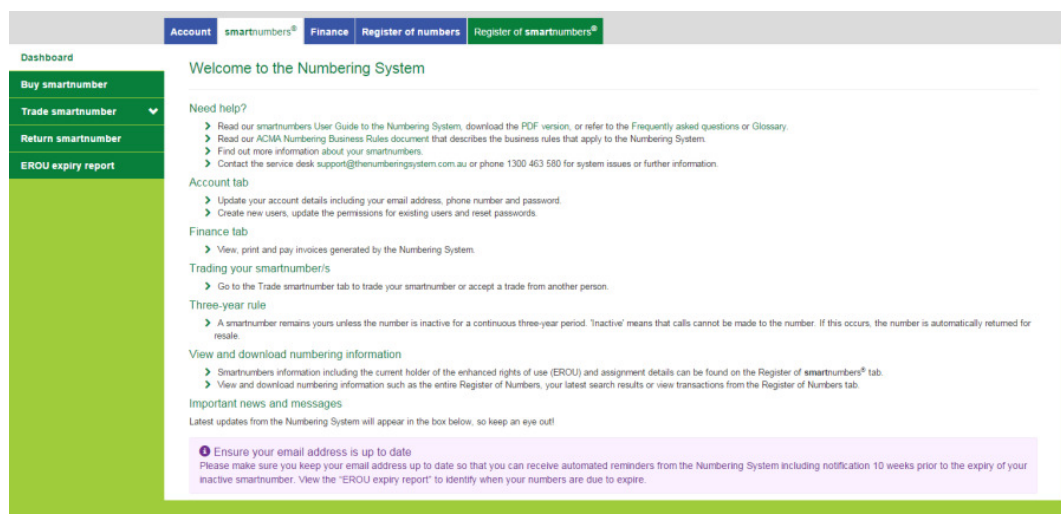 Account smartnumbers® Finance Register of numbers Register of smartnumbers®
Dashboard
Buy smartnumber
Trade smartnumber
Return smartnumber
EROU expiry report
Welcome to the Numbering System
Need help?
Read our smartnumbers User Guide to the Numbering System, download the PDF version, or refer to the Frequently asked questions or Glossary.
Read our ACMA Numbering Business Rules document that describes the business rules that apply to the Numbering System.
Find out more information about your smartnumbers.
Contact the service desk support@thenumberingsystem.com.au or phone 1300 463 580 for system issues or further information.
Account tab
Update your account details including your email address, phone number and password.
Create new users, update the permissions for existing users and reset passwords.
Finance tab
View, print and pay invoices generated by the Numbering System.
Trading your smartnumber/s
Go to the Trade smartnumber tab to trade your smartnumber or accept a trade from another person.
Three-year rule
A smartnumber remains yours unless the number is inactive for a continuous three-year period. 'Inactive' means that calls cannot be made to the number. If this occurs, the number is automatically returned for
resale.
View and download numbering information
Smartnumbers information including the current holder of the enhanced rights of use (EROU) and assignment details can be found on the Register of smartnumbers® tab.
View and download numbering information such as the entire Register of Numbers, your latest search results or view transactions from the Register of Numbers tab.
Important news and messages
Latest updates from the Numbering System will appear in the box below, so keep an eye out!
Ensure your email address is up to date
Please make sure you keep your email address up to date so that you can receive automated reminders from the Numbering System including notification 10 weeks prior to the expiry of your
inactive smartnumber. View the "EROU expiry report" to identify when your numbers are due to expire.